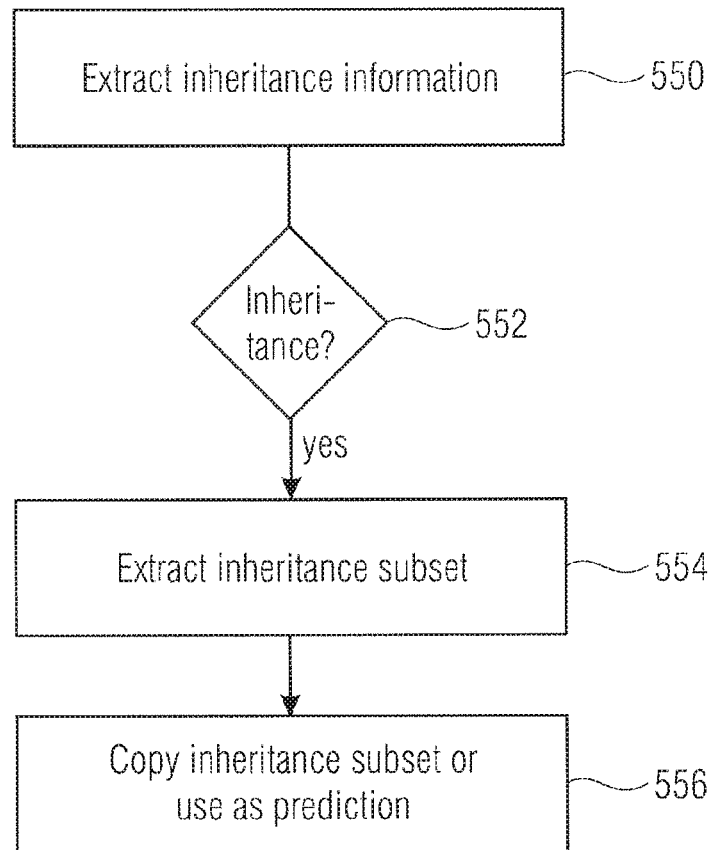 Extract inheritance information
550
Inheri-
tance?
552
yes
Extract inheritance subset
554
Copy inheritance subset or
use as prediction
556